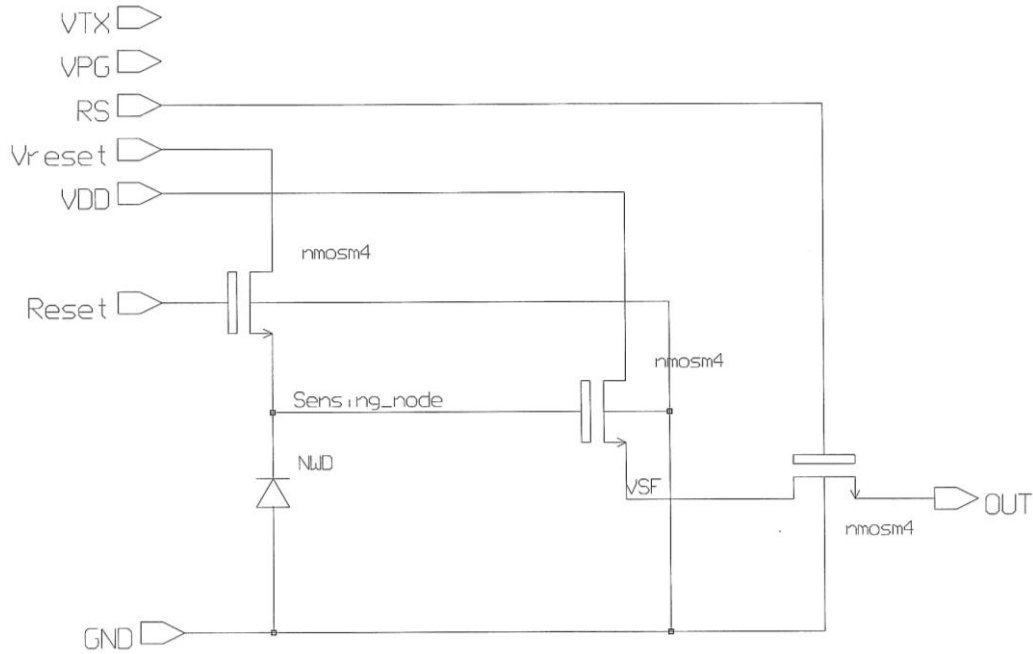 VTX
VPG
RS
Vreset
VDD
nmosm4
Reset
nmosm4
Sensing_node
NWD
VSF
OUT
nmosm4
GND